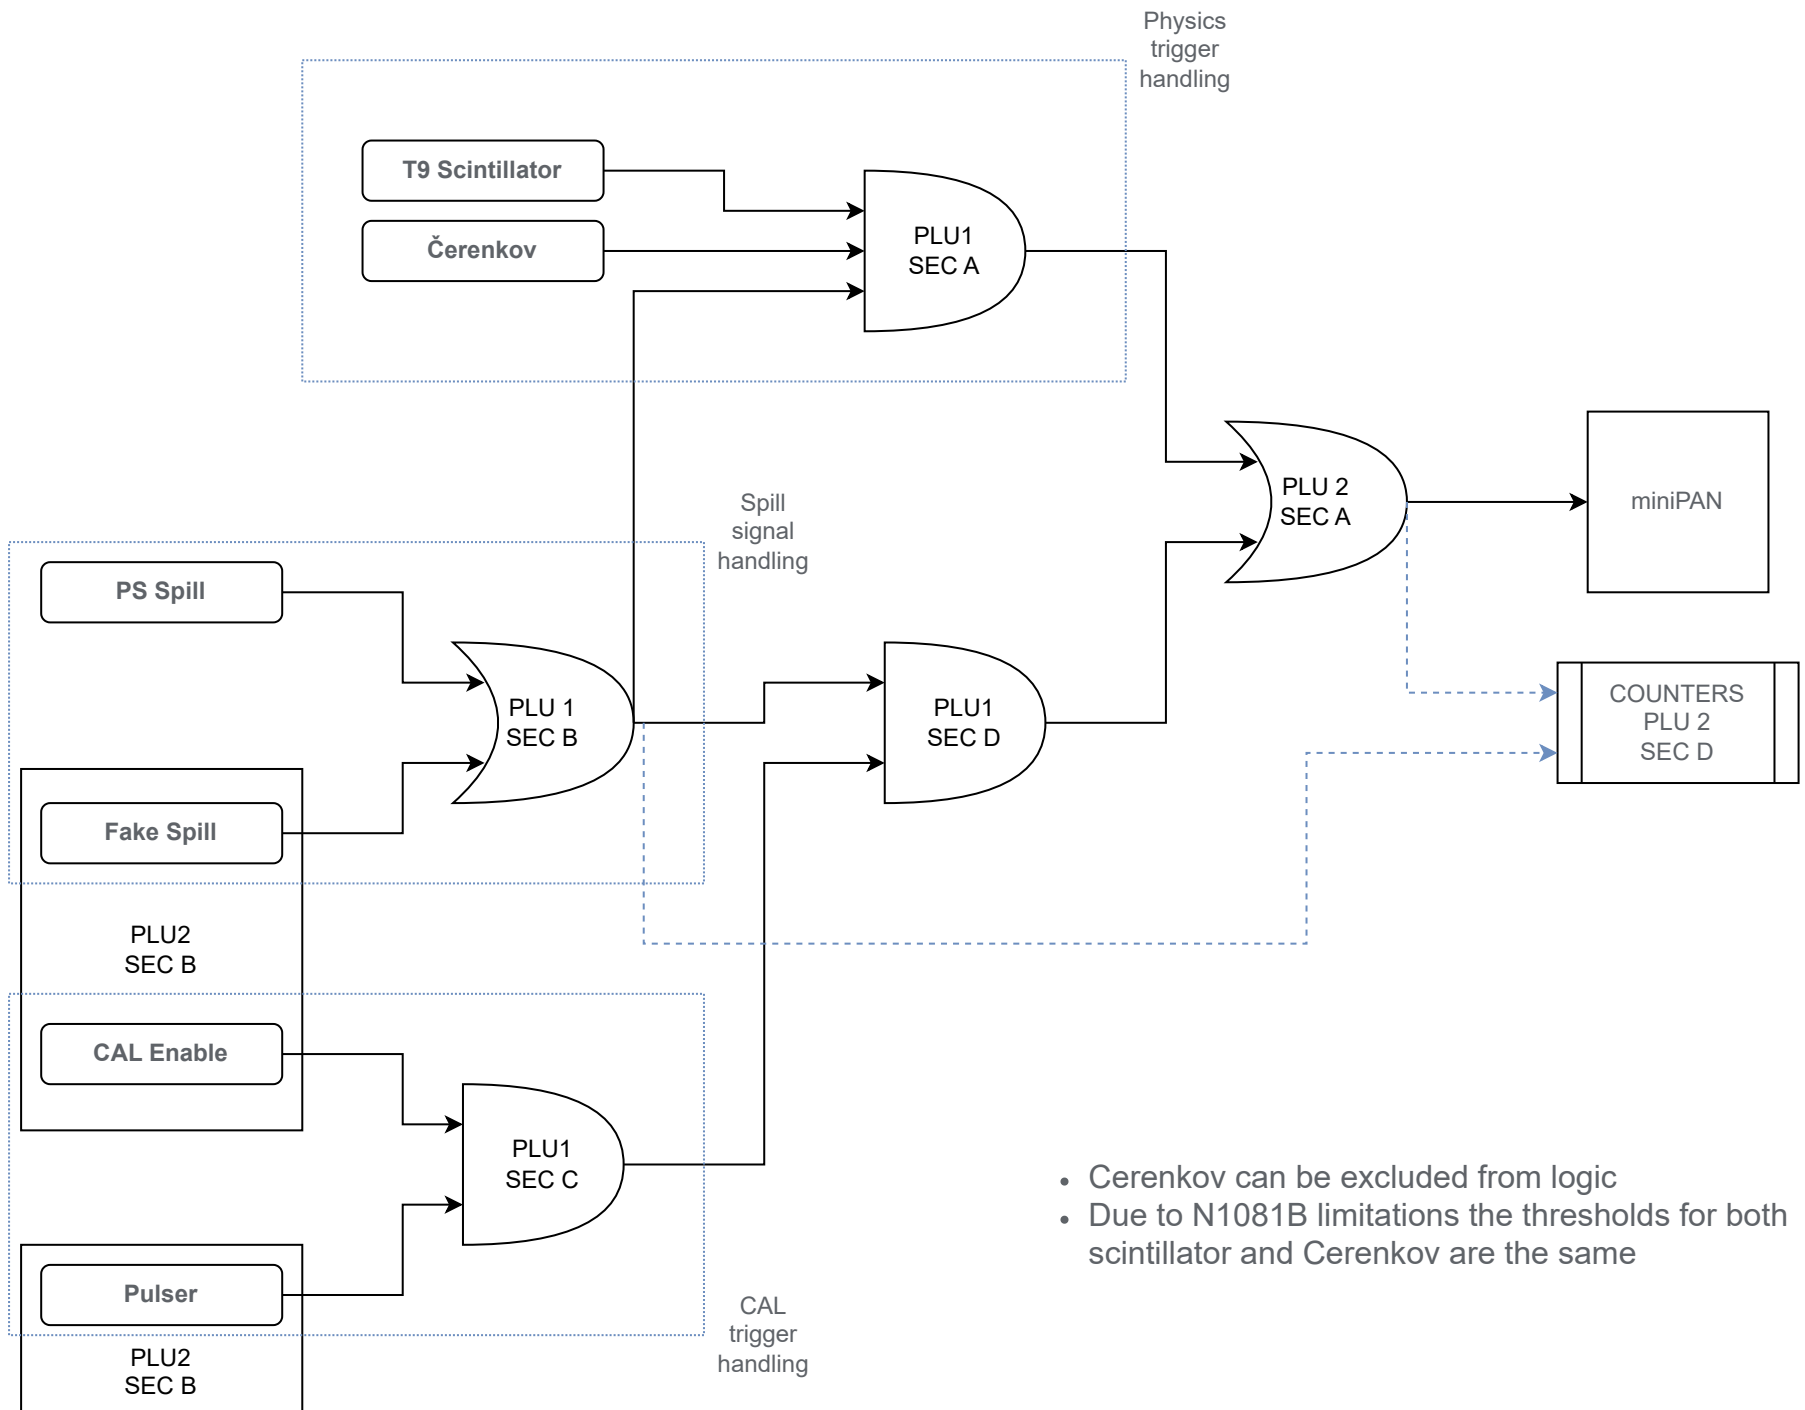 Physics
trigger
handling
T9 Scintillator
Čerenkov
PLU1
SEC A
PLU 2
SEC A
miniPAN
Spill
signal
handling
PS Spill
PLU 1
SEC B
PLU1
SEC D
COUNTERS
PLU 2
SEC D
Fake Spill
PLU2
SEC B
CAL Enable
PLU1
SEC C
Pulser
PLU2
SEC B
CAL
trigger
handling
• Cerenkov can be excluded from logic
• Due to N1081B limitations the thresholds for both
scintillator and Cerenkov are the same